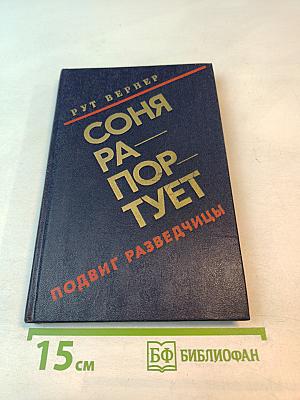 РУТ ВЕРНЕР
СОНЯ
РА—
ПОР—
ТУЕТ
ПОДВИГ РАЗВЕДЧИЦЫ
15 см
БФ БИБЛИОФАН